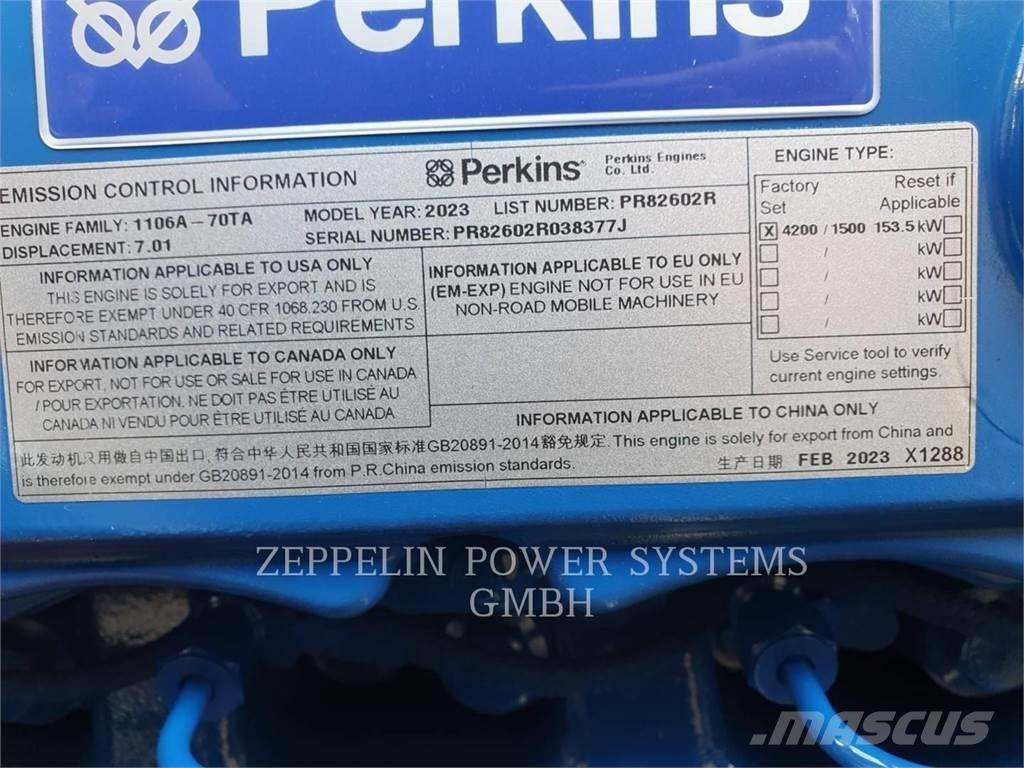 Perkins
EMISSION CONTROL INFORMATION
Perkins
Perkins Engines
Co. Ltd.
ENGINE FAMILY: 1106A-70TA
MODEL YEAR: 2023 LIST NUMBER: PR82602R
DISPLACEMENT: 7.01
SERIAL NUMBER: PR82602R038377J
INFORMATION APPLICABLE TO USA ONLY
THIS ENGINE IS SOLELY FOR EXPORT AND IS
THEREFORE EXEMPT UNDER 40 CFR 1068.230 FROM U.S.
EMISSION STANDARDS AND RELATED REQUIREMENTS
INFORMATION APPLICABLE TO EU ONLY
(EM-EXP) ENGINE NOT FOR USE IN EU
NON-ROAD MOBILE MACHINERY
INFORMATION APPLICABLE TO CANADA ONLY
FOR EXPORT, NOT FOR USE OR SALE FOR USE IN CANADA
/ POUR EXPORTATION, NE DOIT PAS ÊTRE UTILISÉ AU
CANADA NI VENDU POUR ÊTRE UTILISÉ AU CANADA
ENGINE TYPE:
Factory Reset if
Set Applicable
X 4200 / 1500 153.5 kW
/ kW
/ kW
/ kW
/ kW
Use Service tool to verify
current engine settings.
INFORMATION APPLICABLE TO CHINA ONLY
此发动机只用做自中国出口, 符合中华人民共和国国家标准GB20891-2014豁免规定. This engine is solely for export from China and
is therefore exempt under GB20891-2014 from P.R.China emission standards.
生产日期 FEB 2023 X1288
ZEPPELIN POWER SYSTEMS
GMBH
MASCUS